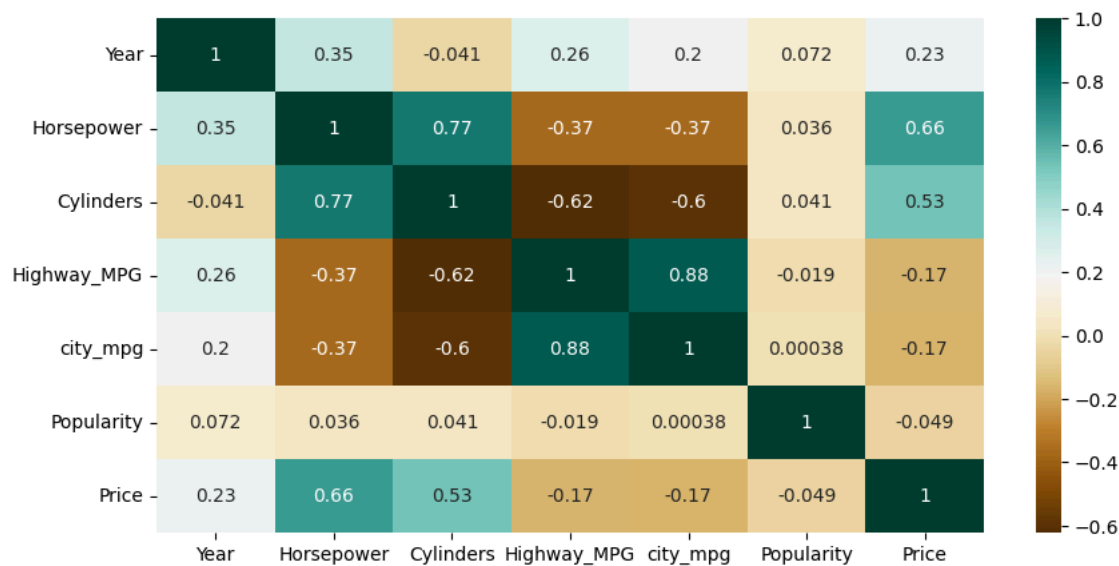 Year 1 0.35 -0.041 0.26 0.2 0.072 0.23
Horsepower 0.35 1 0.77 -0.37 -0.37 0.036 0.66
Cylinders -0.041 0.77 1 -0.62 -0.6 0.041 0.53
Highway_MPG 0.26 -0.37 -0.62 1 0.88 -0.019 -0.17
city_mpg 0.2 -0.37 -0.6 0.88 1 0.00038 -0.17
Popularity 0.072 0.036 0.041 -0.019 0.00038 1 -0.049
Price 0.23 0.66 0.53 -0.17 -0.17 -0.049 1
Year Horsepower Cylinders Highway_MPG city_mpg Popularity Price
1.0
0.8
0.6
0.4
0.2
0.0
−0.2
−0.4
−0.6